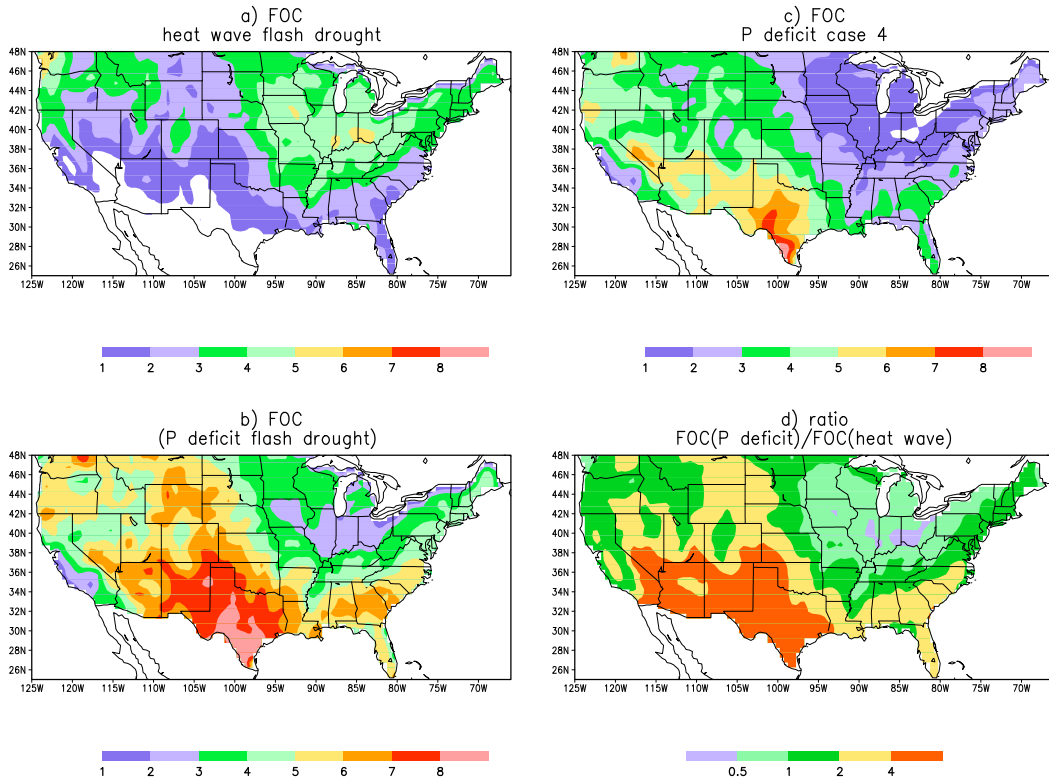 a) FOC
heat wave flash drought
48N
46N
44N
42N
40N
38N
36N
34N
32N
30N
28N
26N
125W 120W 115W 110W 105W 100W 95W 90W 85W 80W 75W 70W
1 2 3 4 5 6 7 8
c) FOC
P deficit case 4
48N
46N
44N
42N
40N
38N
36N
34N
32N
30N
28N
26N
125W 120W 115W 110W 105W 100W 95W 90W 85W 80W 75W 70W
1 2 3 4 5 6 7 8
b) FOC
(P deficit flash drought)
48N
46N
44N
42N
40N
38N
36N
34N
32N
30N
28N
26N
125W 120W 115W 110W 105W 100W 95W 90W 85W 80W 75W 70W
1 2 3 4 5 6 7 8
d) ratio
FOC(P deficit)/FOC(heat wave)
48N
46N
44N
42N
40N
38N
36N
34N
32N
30N
28N
26N
125W 120W 115W 110W 105W 100W 95W 90W 85W 80W 75W 70W
0.5 1 2 4